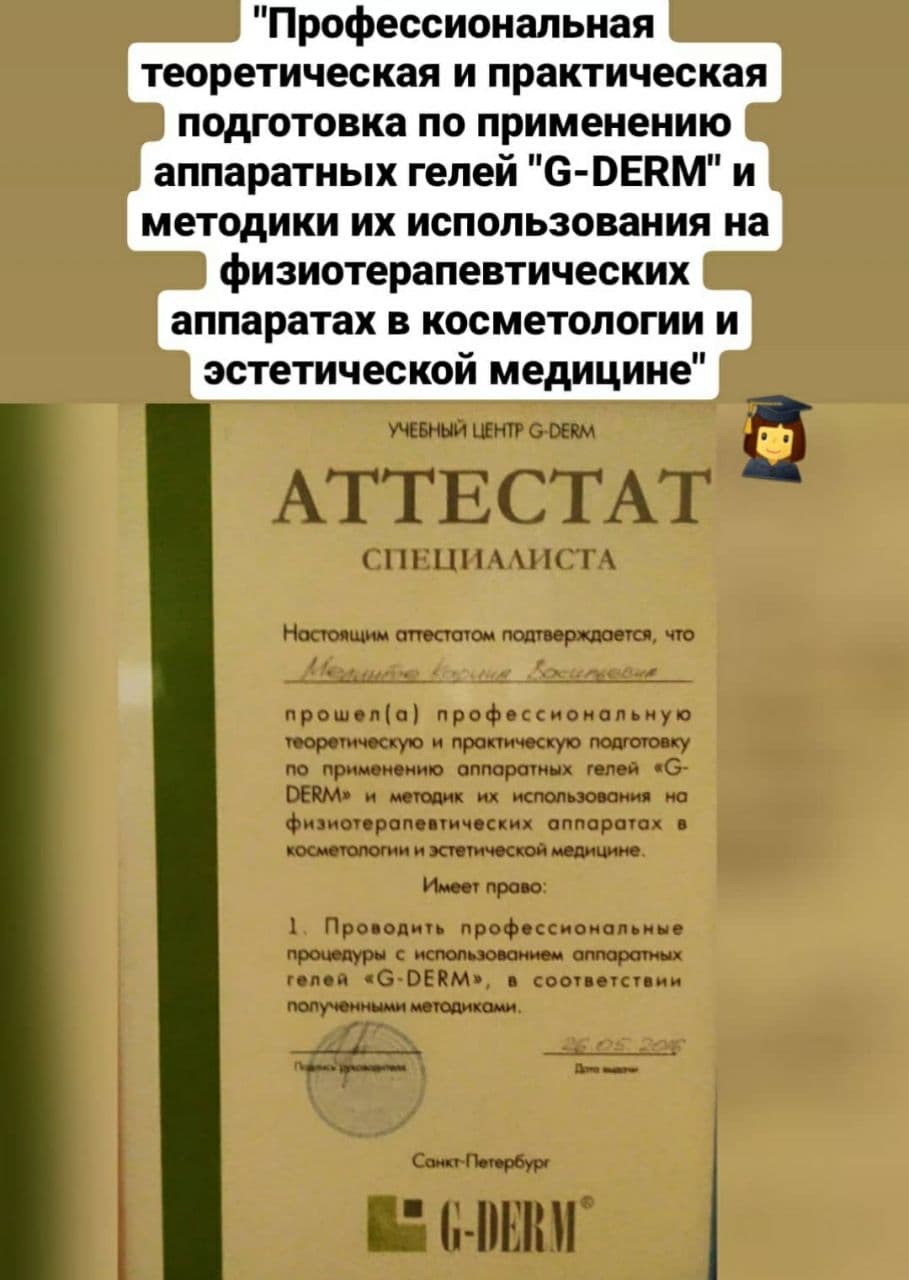 "Профессиональная
теоретическая и практическая
подготовка по применению
аппаратных гелей "G-DERM" и
методики их использования на
физиотерапевтических
аппаратах в косметологии и
эстетической медицине"
УЧЕБНЫЙ ЦЕНТР G-DERM
АТТЕСТАТ
СПЕЦИАЛИСТА
Настоящим аттестатом подтверждается, что
прошел(а) профессиональную
теоретическую и практическую подготовку
по применению аппаратных гелей «G-
DERM» и методик их использования на
физиотерапевтических аппаратах в
косметологии и эстетической медицине.
Имеет право:
1. Проводить профессиональные
процедуры с использованием аппаратных
гелей «G-DERM», в соответствии
полученными методиками.
26.05.2016
Подпись руководителя
Дата выдачи
Санкт-Петербург
G-DERM®